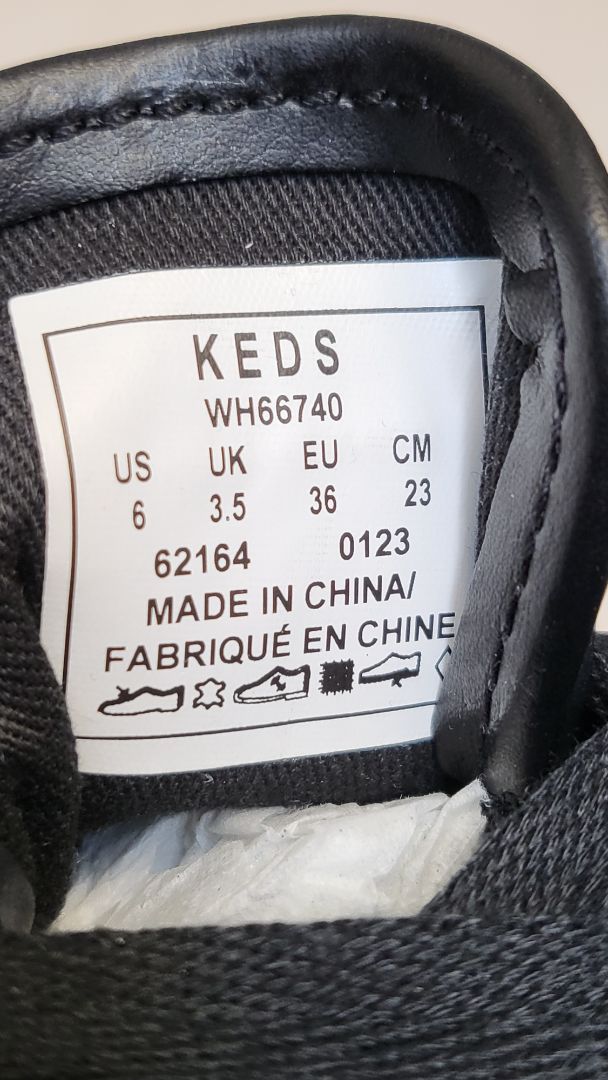 KEDS
WH66740
US UK EU CM
6 3.5 36 23
62164 0123
MADE IN CHINA/
FABRIQUÉ EN CHINE